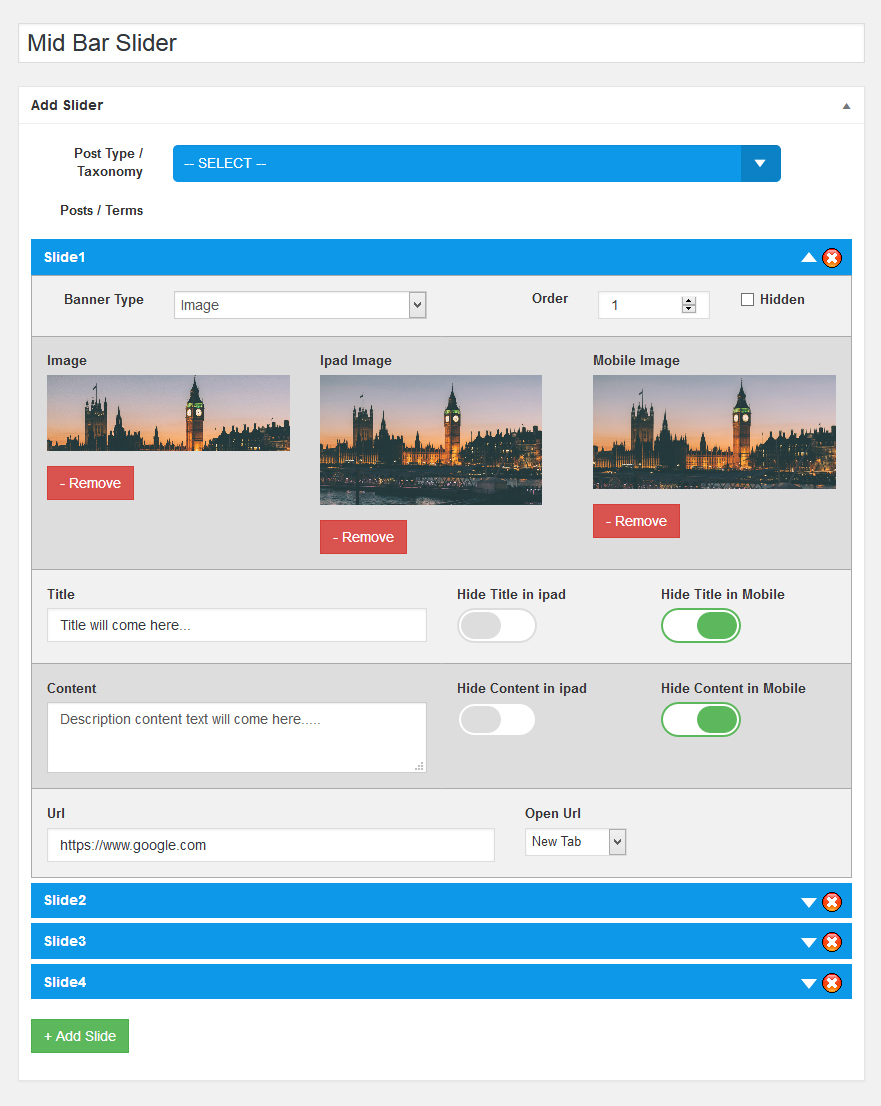 Mid Bar Slider
Add Slider
Post Type /
Taxonomy
-- SELECT --
Posts / Terms
Slide1
Banner Type
Image
Order
1
Hidden
Image
Ipad Image
Mobile Image
- Remove
- Remove
- Remove
Title
Hide Title in ipad
Hide Title in Mobile
Title will come here...
Content
Hide Content in ipad
Hide Content in Mobile
Description content text will come here.....
Url
Open Url
https://www.google.com
New Tab
Slide2
Slide3
Slide4
+ Add Slide